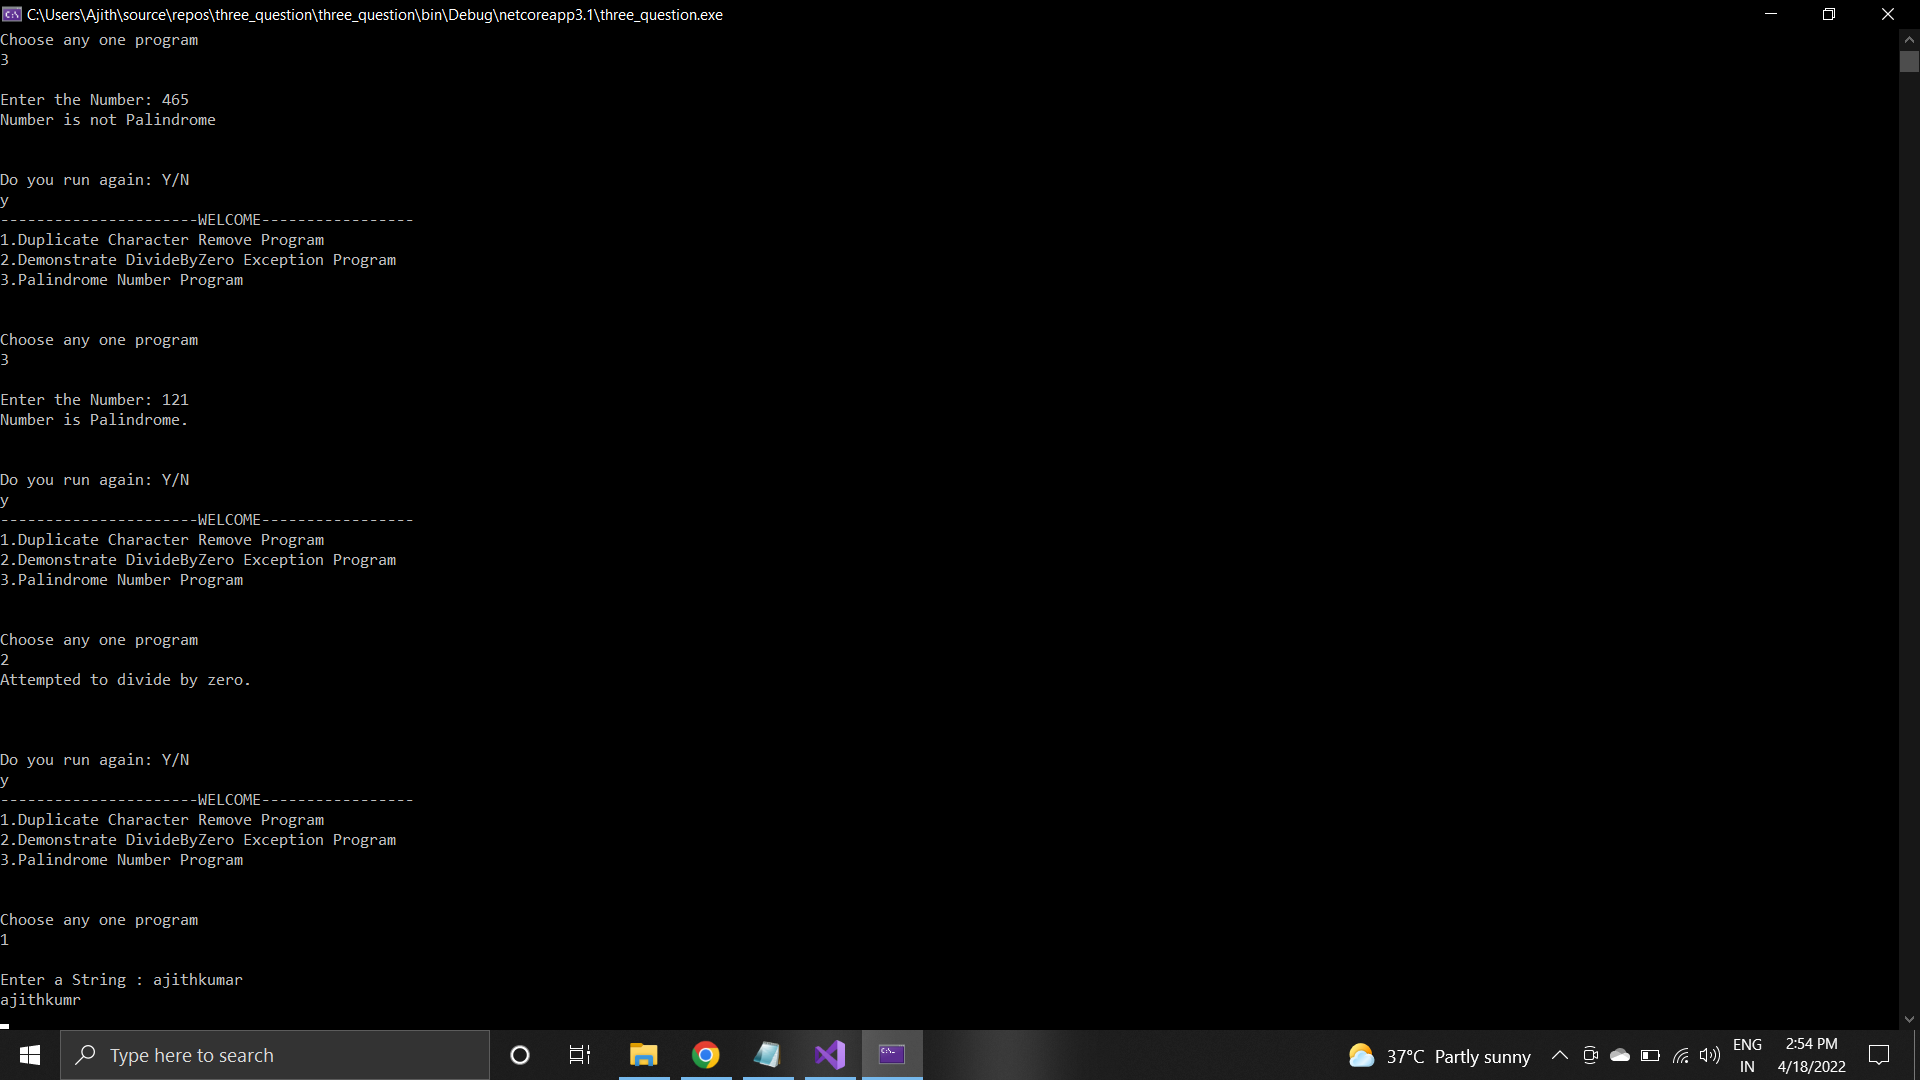 C:\Users\Ajith\source\repos\three_question\three_question\bin\Debug\netcoreapp3.1\three_question.exe
Choose any one program
3
Enter the Number: 465
Number is not Palindrome
Do you run again: Y/N
y
----------------------WELCOME-----------------
1.Duplicate Character Remove Program
2.Demonstrate DivideByZero Exception Program
3.Palindrome Number Program
Choose any one program
3
Enter the Number: 121
Number is Palindrome.
Do you run again: Y/N
y
----------------------WELCOME-----------------
1.Duplicate Character Remove Program
2.Demonstrate DivideByZero Exception Program
3.Palindrome Number Program
Choose any one program
2
Attempted to divide by zero.
Do you run again: Y/N
y
----------------------WELCOME-----------------
1.Duplicate Character Remove Program
2.Demonstrate DivideByZero Exception Program
3.Palindrome Number Program
Choose any one program
1
Enter a String : ajithkumar
ajithkumr
Type here to search
37°C Partly sunny
ENG
IN
2:54 PM
4/18/2022